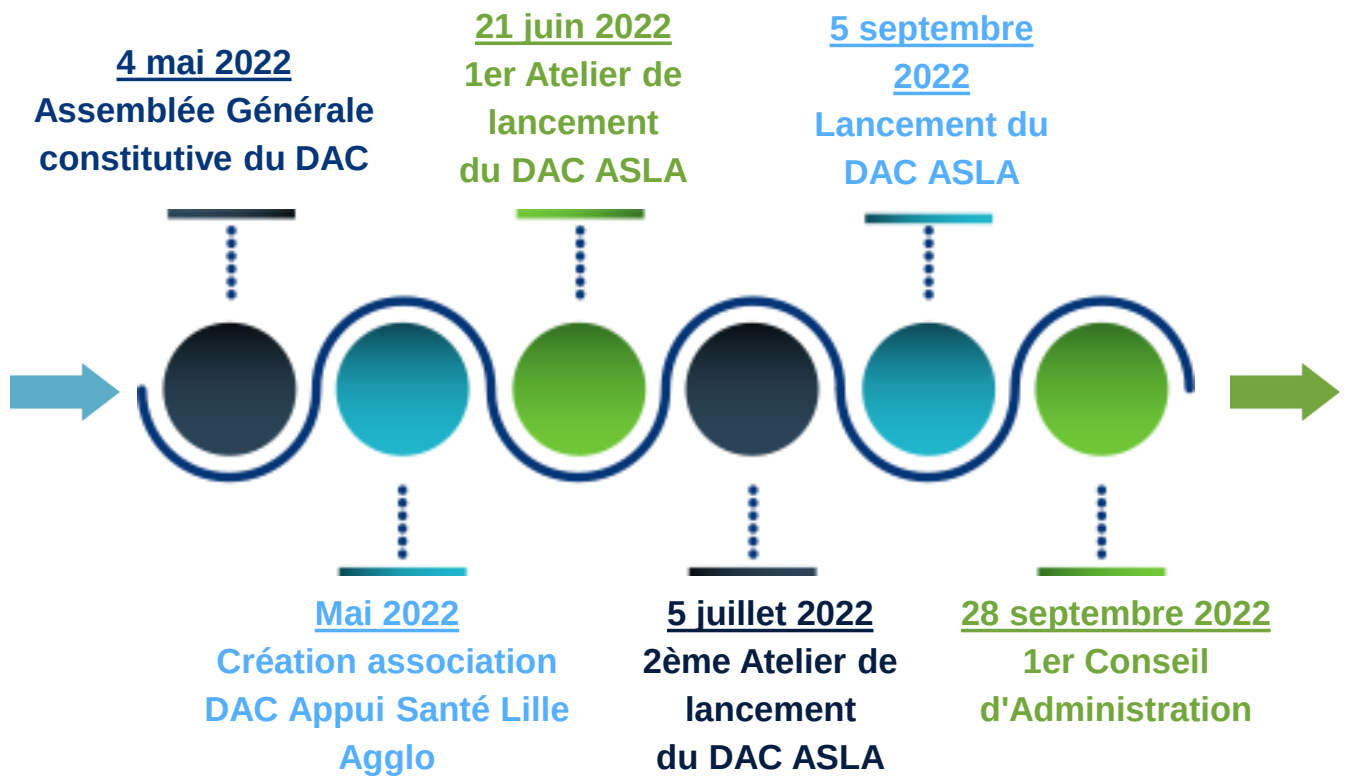 4 mai 2022
Assemblée Générale
constitutive du DAC
21 juin 2022
1er Atelier de
lancement
du DAC ASLA
5 septembre
2022
Lancement du
DAC ASLA
Mai 2022
Création association
DAC Appui Santé Lille
Agglo
5 juillet 2022
2ème Atelier de
lancement
du DAC ASLA
28 septembre 2022
1er Conseil
d'Administration